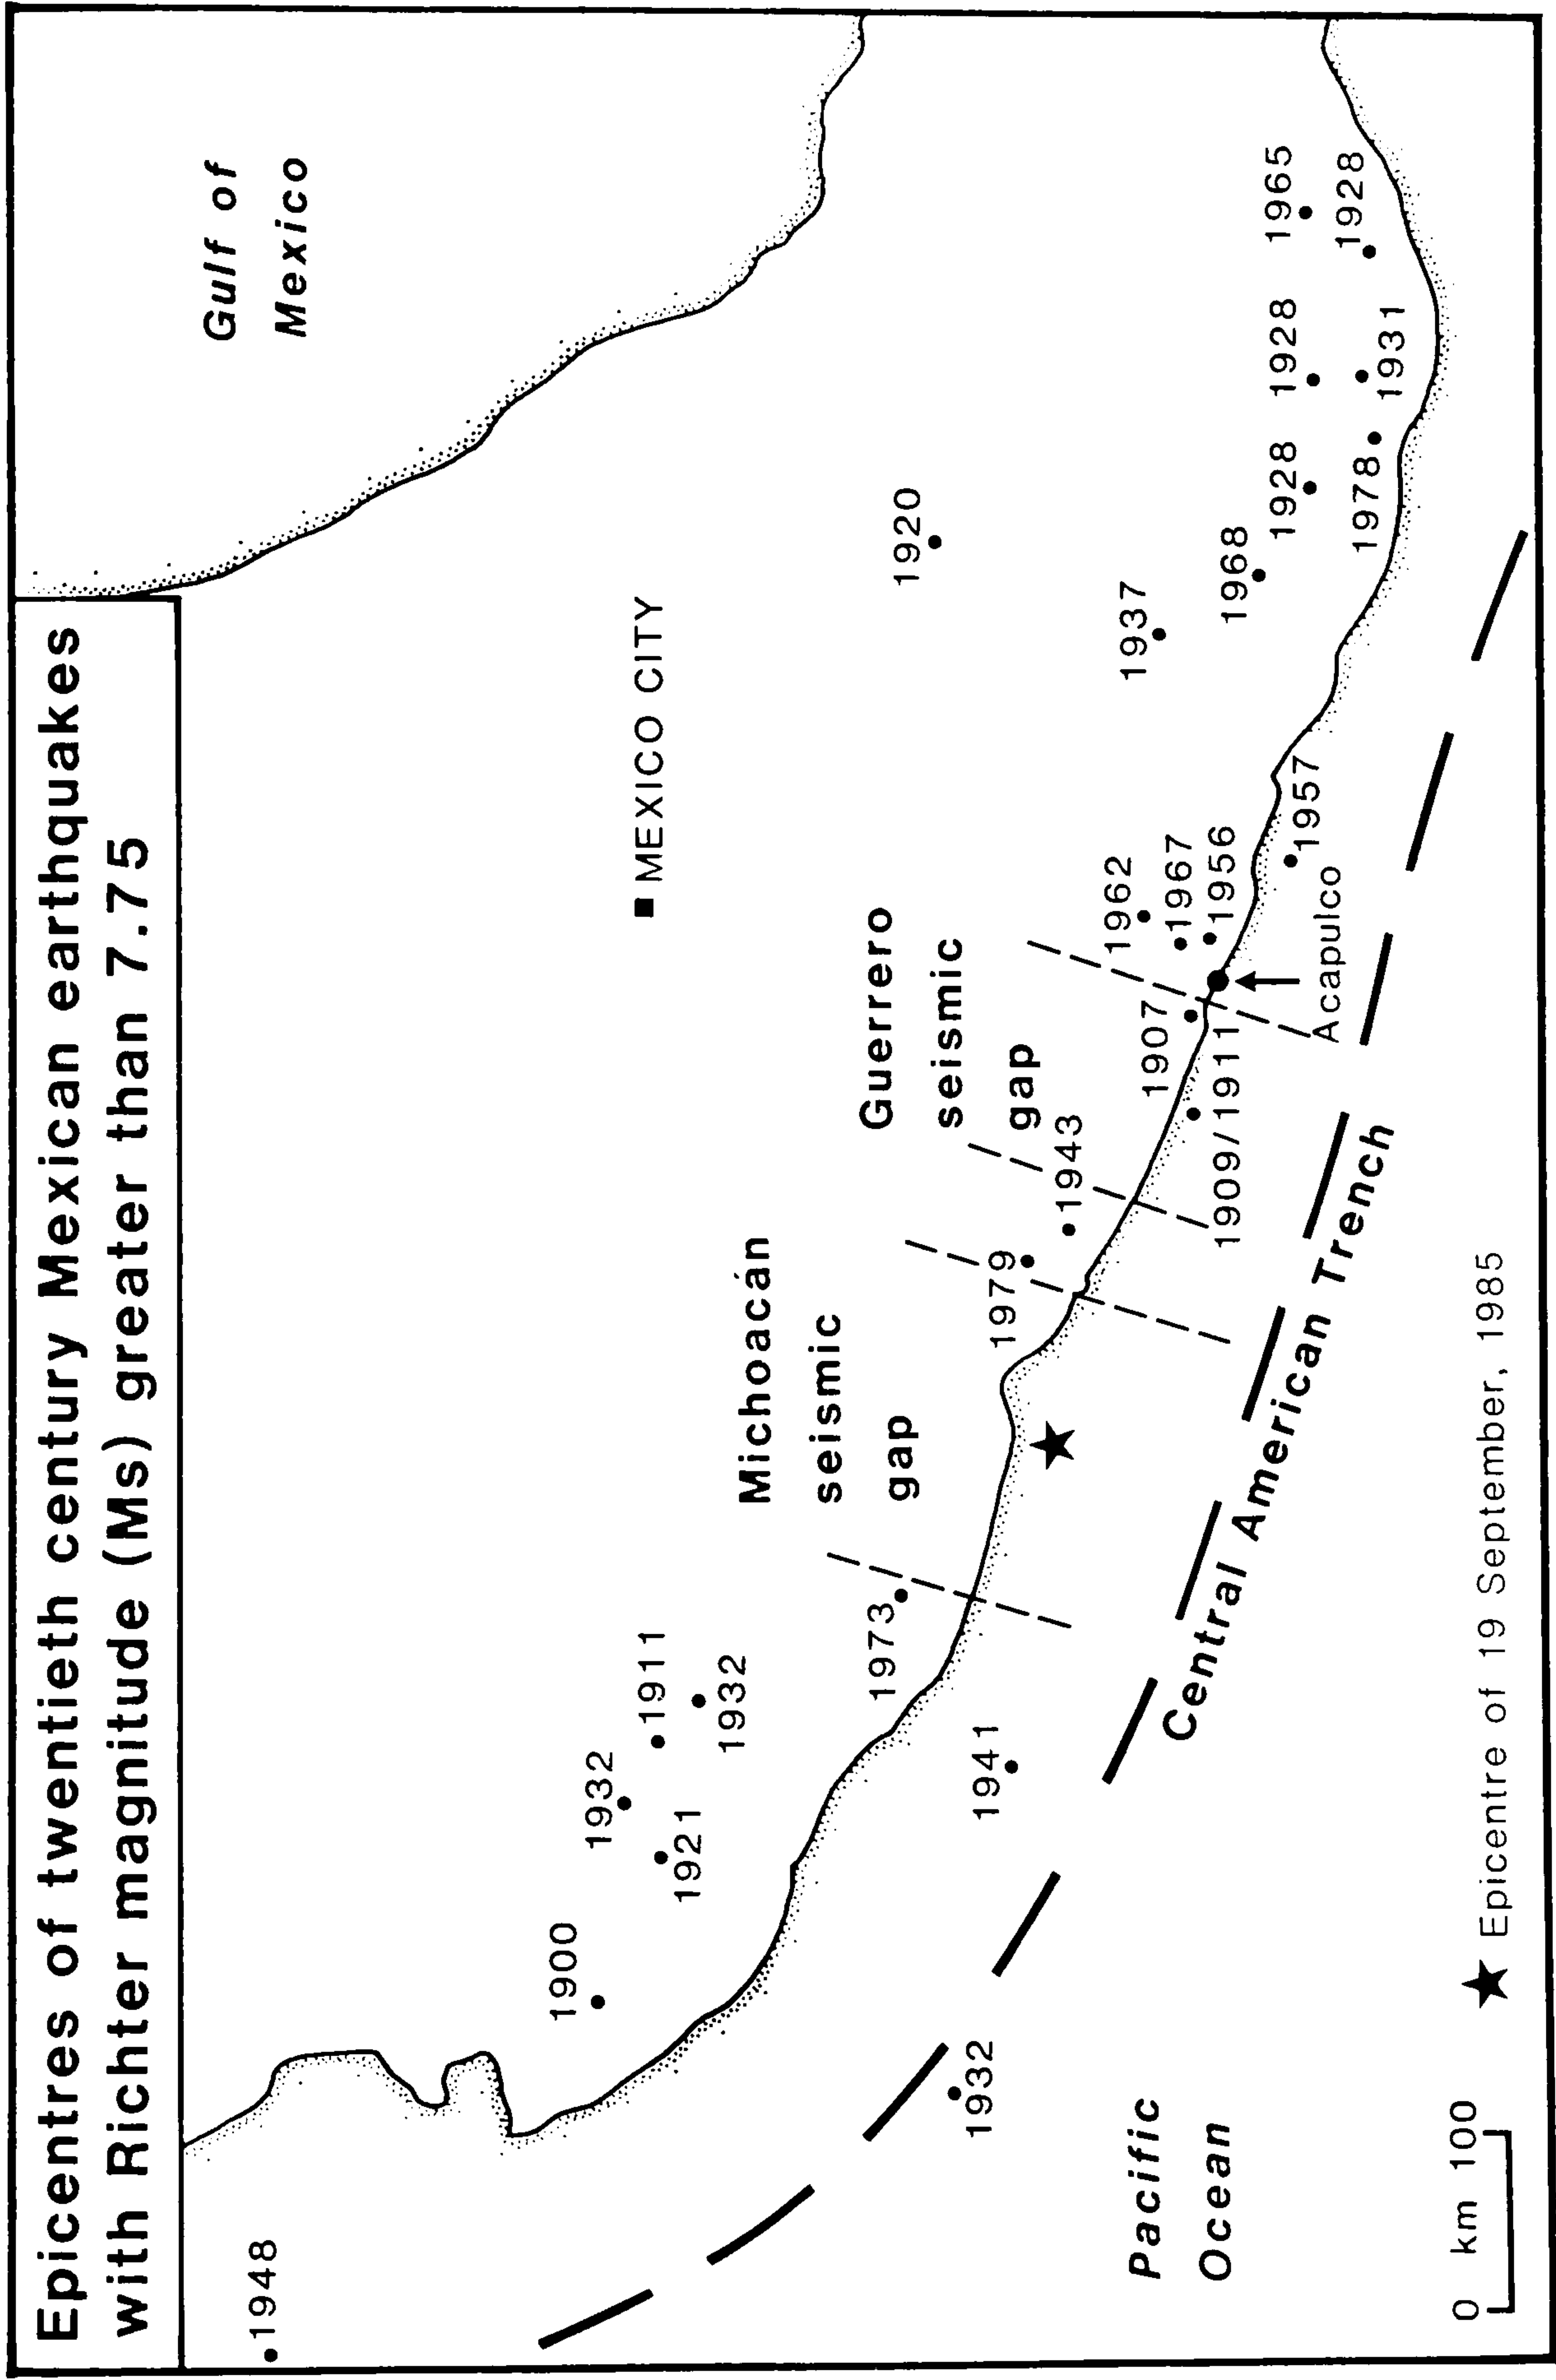 Epicentres of twentieth century Mexican earthquakes
with Richter magnitude (Ms) greater than 7.75
Gulf of
Mexico
1948
1900
1932
1911
1921
1932
MEXICO CITY
Michoacán
seismic
gap
Guerrero
seismic
gap
1920
1973
1941
1932
1979
1943
1907
1909/1911
1962
1967
1956
1957
Acapulco
1937
1968
1928
1928
1965
1928
1978
1931
Central American Trench
Pacific
Ocean
0 km 100
Epicentre of 19 September, 1985